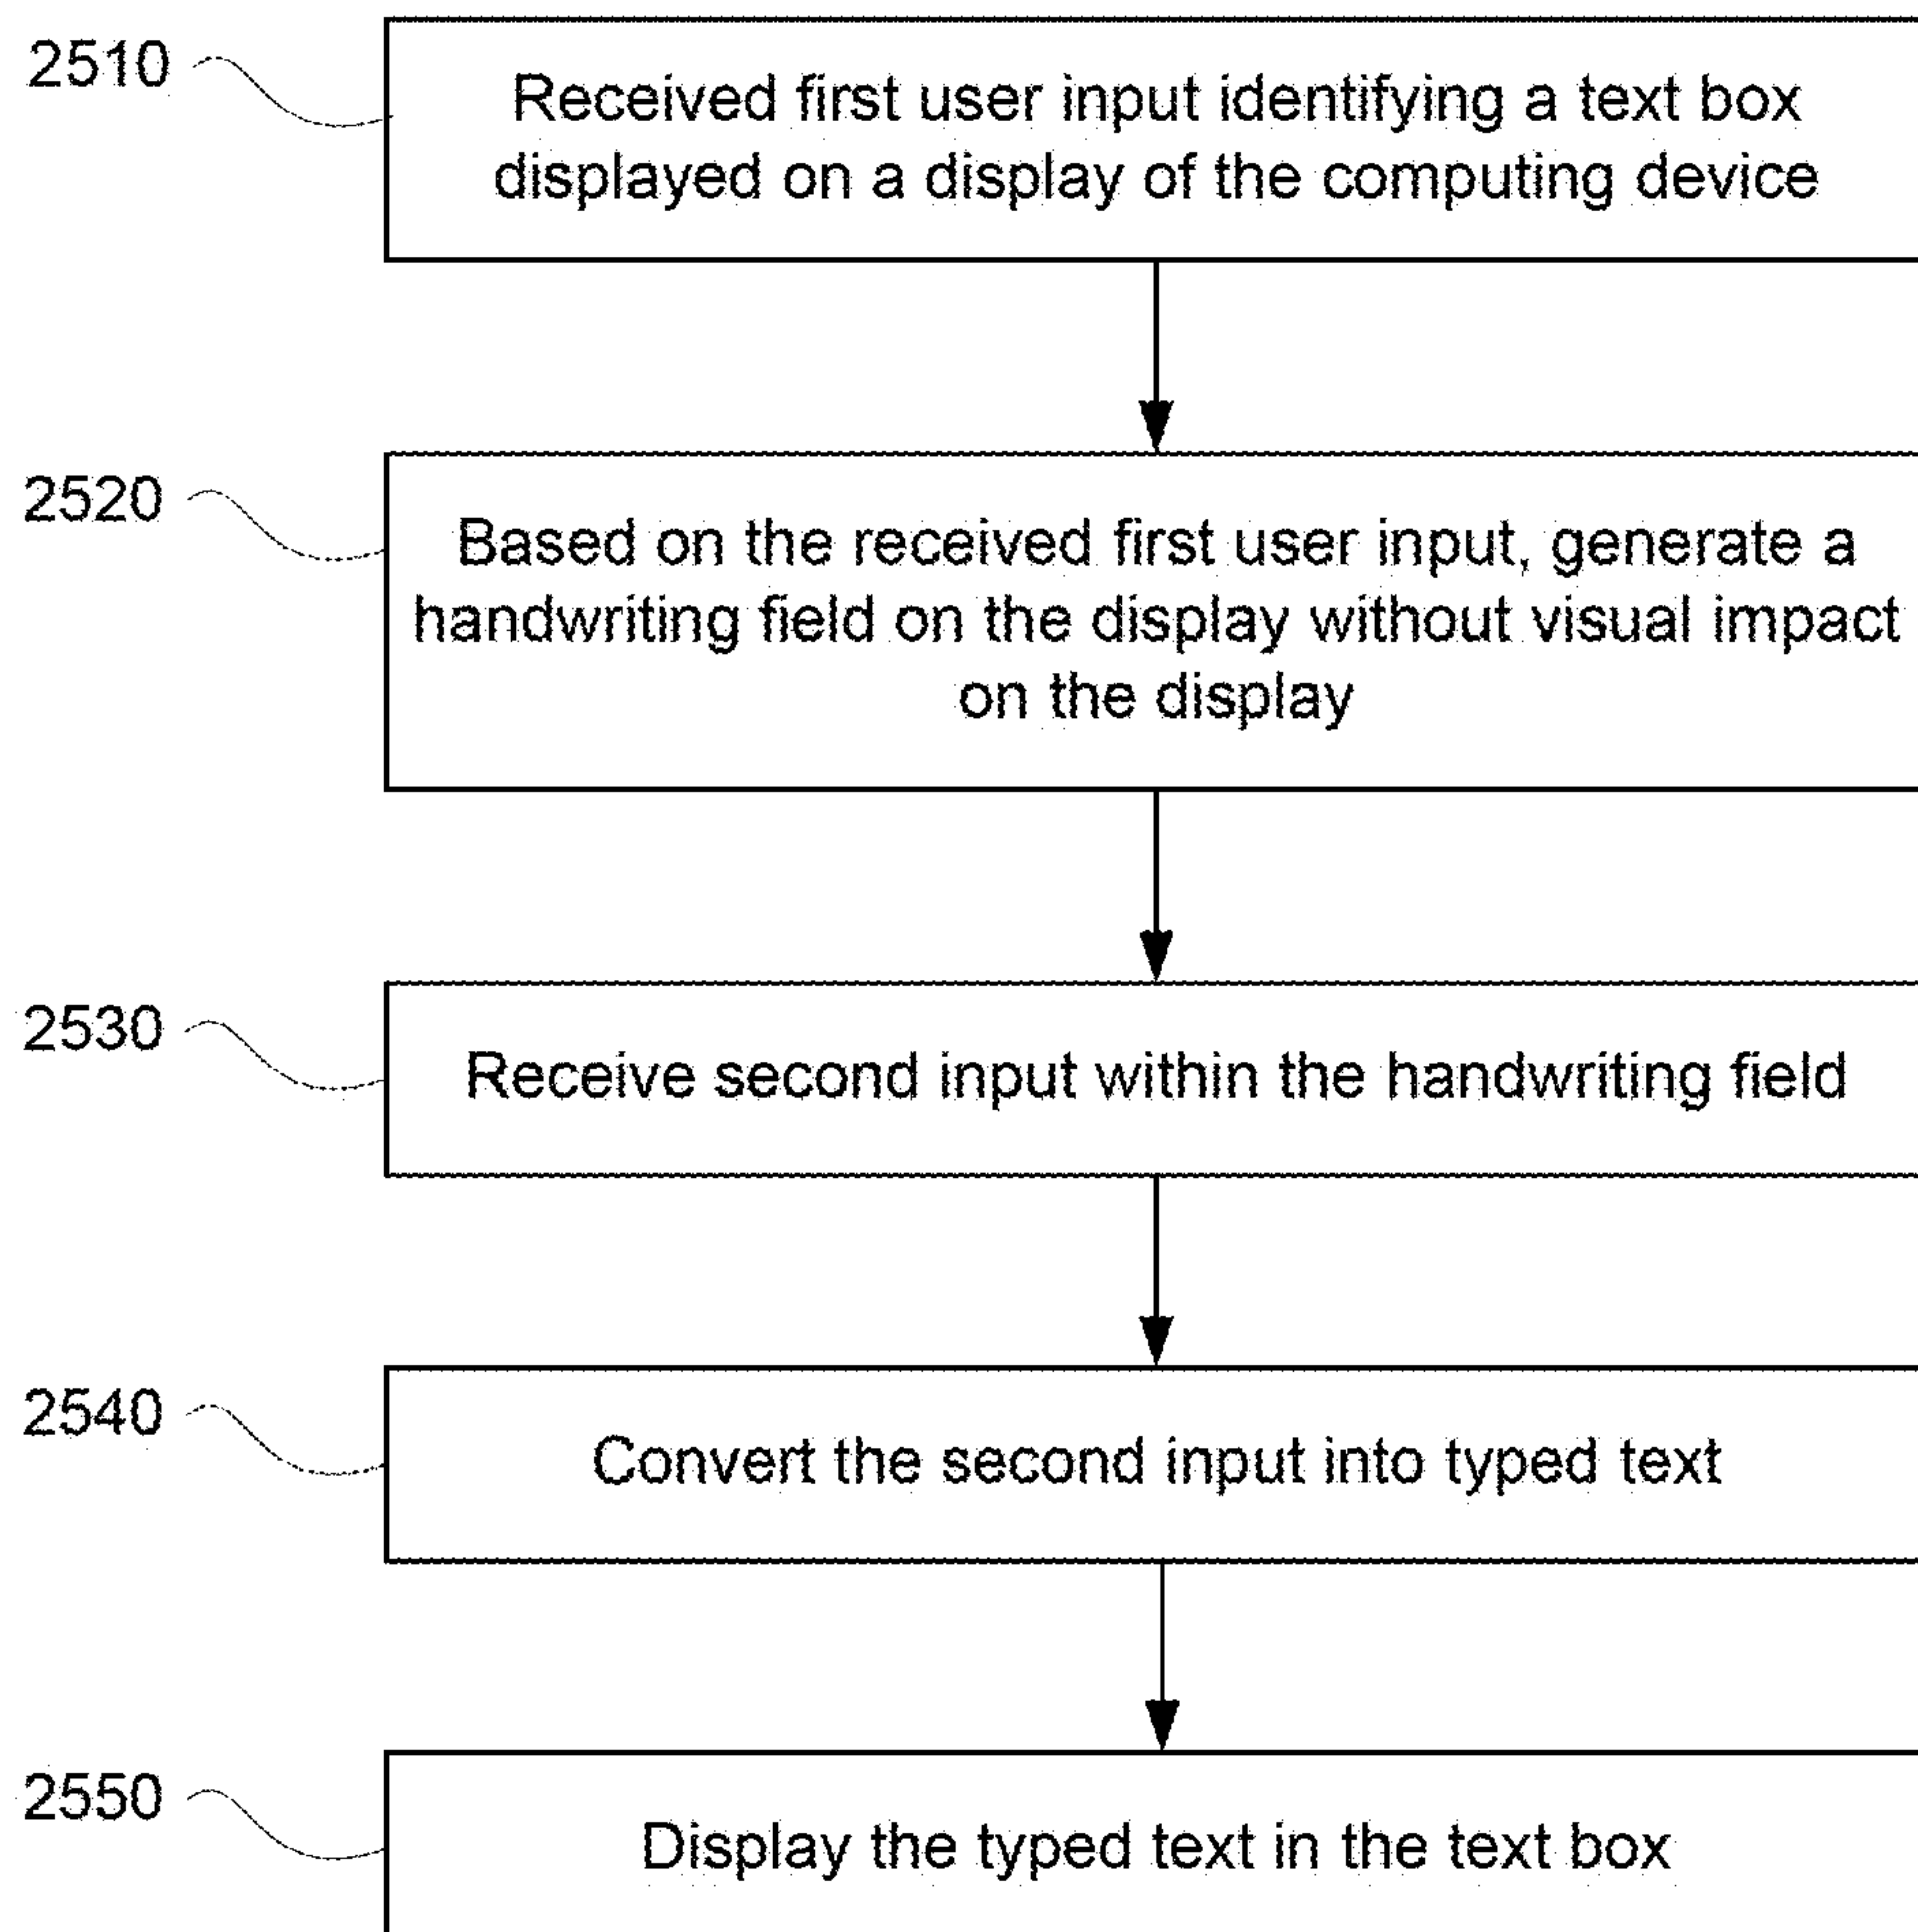 2510
Received first user input identifying a text box
displayed on a display of the computing device
2520
Based on the received first user input, generate a
handwriting field on the display without visual impact
on the display
2530
Receive second input within the handwriting field
2540
Convert the second input into typed text
2550
Display the typed text in the text box